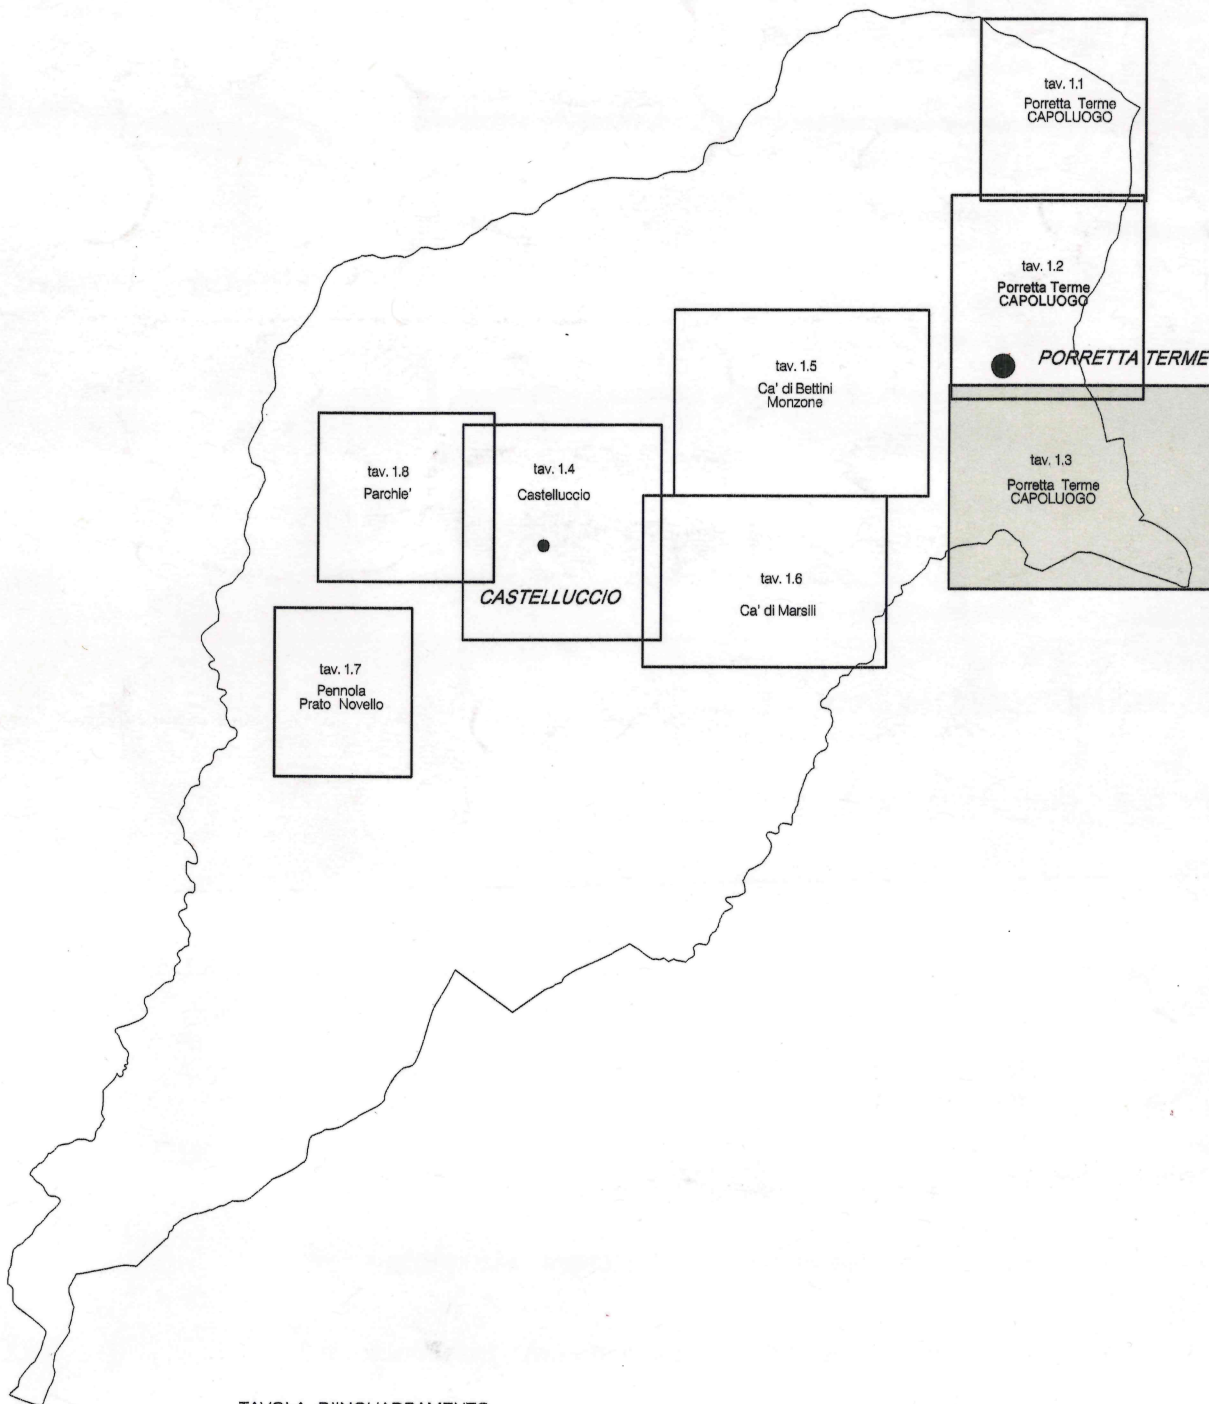 tav. 1.1
Porretta Terme
CAPOLUOGO
tav. 1.2
Porretta Terme
CAPOLUOGO
PORRETTA TERME
tav. 1.5
Ca' di Bettini
Monzone
tav. 1.8
Parchie'
tav. 1.4
Castelluccio
CASTELLUCCIO
tav. 1.3
Porretta Terme
CAPOLUOGO
tav. 1.6
Ca' di Marsili
tav. 1.7
Pennola
Prato Novello